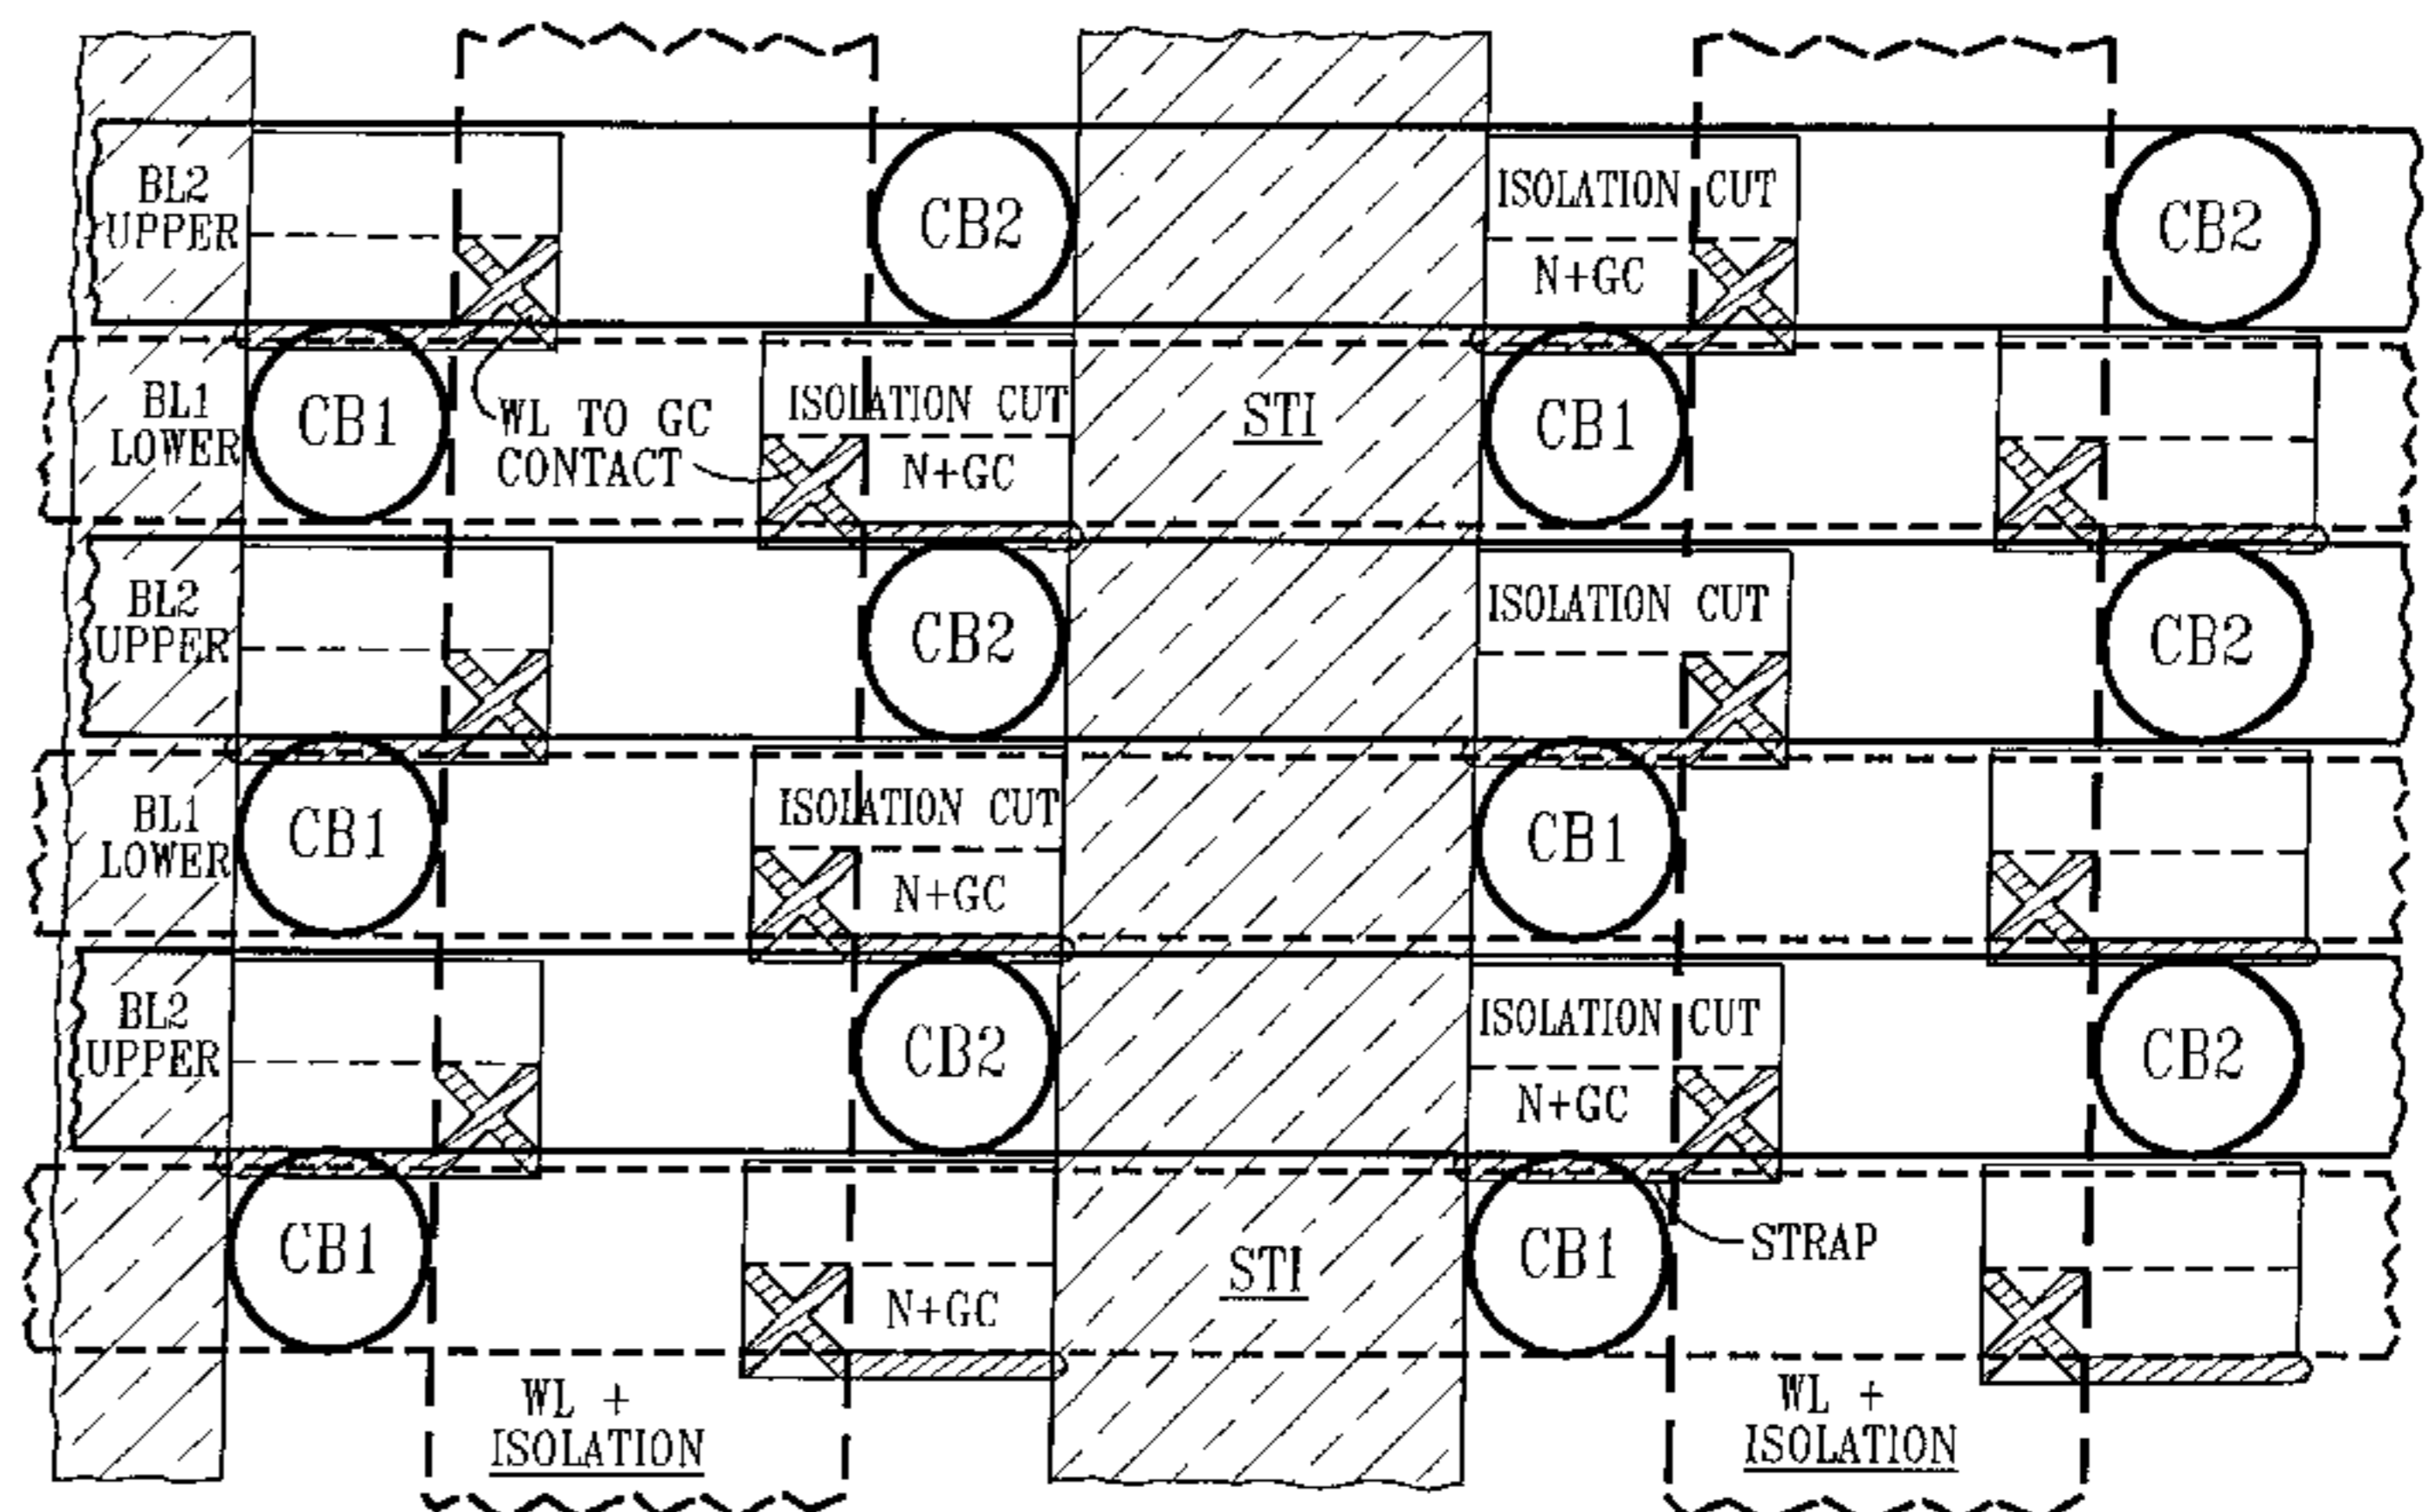 BL2
UPPER
CB2
ISOLATION CUT
N+GC
CB2
BL1
LOWER
CB1
WL TO GC
CONTACT
ISOLATION CUT
N+GC
STI
CB1
BL2
UPPER
CB2
ISOLATION CUT
CB2
BL1
LOWER
CB1
ISOLATION CUT
N+GC
CB1
BL2
UPPER
CB2
ISOLATION CUT
N+GC
CB2
CB1
N+GC
STI
CB1
STRAP
WL +
ISOLATION
WL +
ISOLATION